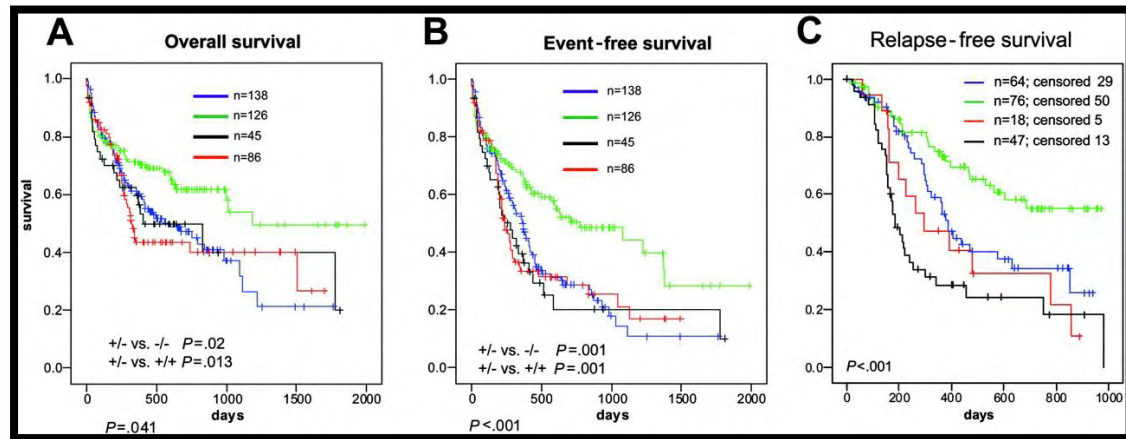 A
Overall survival
survival
1.0
0.8
0.6
0.4
0.2
0.0
n=138
n=126
n=45
n=86
+/- vs. -/- P=.02
+/- vs. +/+ P=.013
0 500 1000 1500 2000
days
P=.041
B
Event-free survival
1.0
0.8
0.6
0.4
0.2
0.0
n=138
n=126
n=45
n=86
+/- vs. -/- P=.001
+/- vs. +/+ P=.001
0 500 1000 1500 2000
days
P<.001
C
Relapse-free survival
1.0
0.8
0.6
0.4
0.2
0.0
n=64; censored 29
n=76; censored 50
n=18; censored 5
n=47; censored 13
P<.001
0 200 400 600 800 1000
days